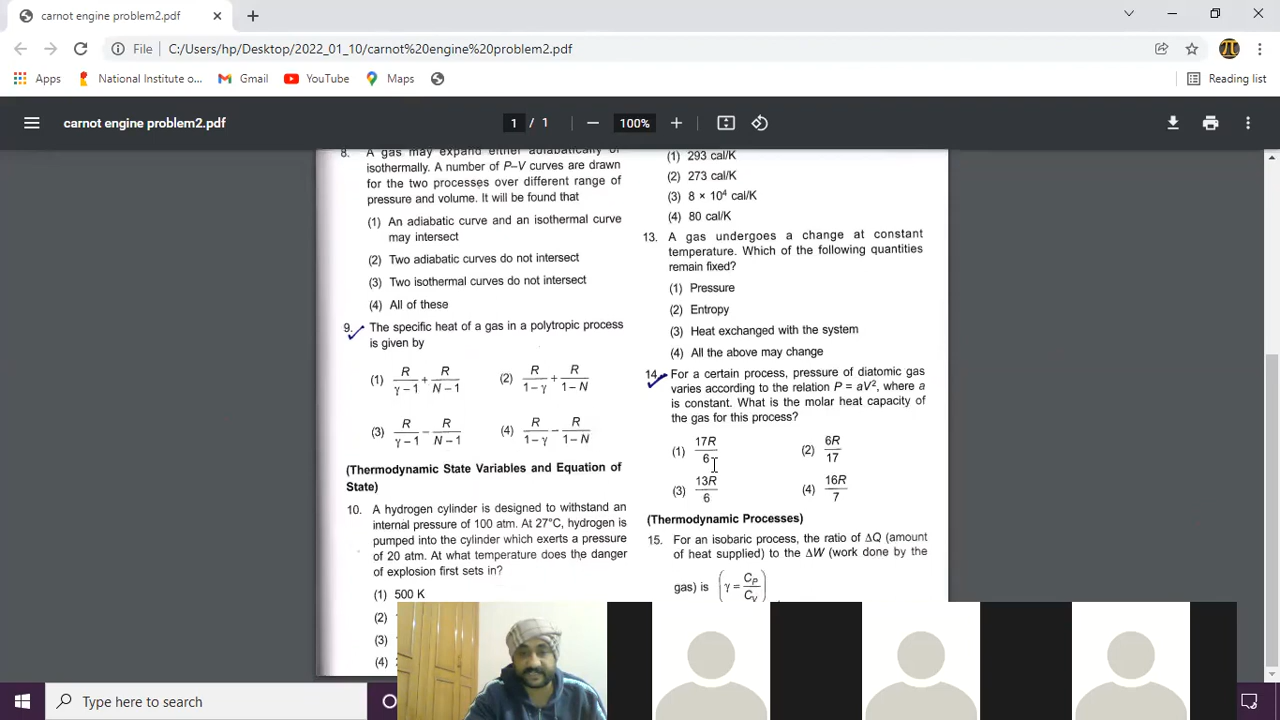 carnot engine problem2.pdf
File C:/Users/hp/Desktop/2022_01_10/carnot%20engine%20problem2.pdf
Apps National Institute o... Gmail YouTube Maps Reading list
carnot engine problem2.pdf 1 / 1 100%
8. A gas may expand either adiabatically or
isothermally. A number of P–V curves are drawn
for the two processes over different range of
pressure and volume. It will be found that
(1) An adiabatic curve and an isothermal curve
may intersect
(2) Two adiabatic curves do not intersect
(3) Two isothermal curves do not intersect
(4) All of these
9. The specific heat of a gas in a polytropic process
is given by
(1) R/(γ – 1) + R/(N – 1) (2) R/(1 – γ) + R/(1 – N)
(3) R/(γ – 1) – R/(N – 1) (4) R/(1 – γ) – R/(1 – N)
(Thermodynamic State Variables and Equation of
State)
10. A hydrogen cylinder is designed to withstand an
internal pressure of 100 atm. At 27°C, hydrogen is
pumped into the cylinder which exerts a pressure
of 20 atm. At what temperature does the danger
of explosion first sets in?
(1) 500 K
(2)
(3)
(4)
(1) 293 cal/K
(2) 273 cal/K
(3) 8 × 10⁴ cal/K
(4) 80 cal/K
13. A gas undergoes a change at constant
temperature. Which of the following quantities
remain fixed?
(1) Pressure
(2) Entropy
(3) Heat exchanged with the system
(4) All the above may change
14. For a certain process, pressure of diatomic gas
varies according to the relation P = aV², where a
is constant. What is the molar heat capacity of
the gas for this process?
(1) 17R/6 (2) 6R/17
(3) 13R/6 (4) 16R/7
(Thermodynamic Processes)
15. For an isobaric process, the ratio of ΔQ (amount
of heat supplied) to the ΔW (work done by the
gas) is (γ = C_P/C_V)
Type here to search